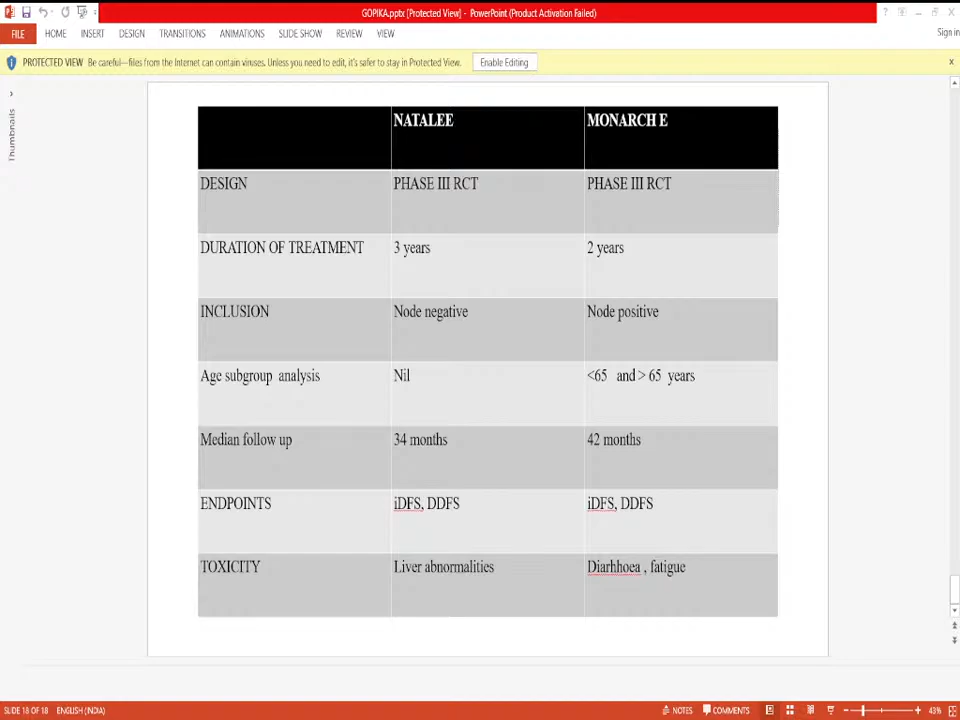 GOPIKA.pptx [Protected View] - PowerPoint (Product Activation Failed)
FILE HOME INSERT DESIGN TRANSITIONS ANIMATIONS SLIDE SHOW REVIEW VIEW Sign in
PROTECTED VIEW Be careful—files from the Internet can contain viruses. Unless you need to edit, it's safer to stay in Protected View. Enable Editing
Thumbnails
NATALEE MONARCH E
DESIGN PHASE III RCT PHASE III RCT
DURATION OF TREATMENT 3 years 2 years
INCLUSION Node negative Node positive
Age subgroup analysis Nil <65 and > 65 years
Median follow up 34 months 42 months
ENDPOINTS iDFS, DDFS iDFS, DDFS
TOXICITY Liver abnormalities Diarhhoea , fatigue
SLIDE 18 OF 18 ENGLISH (INDIA) NOTES COMMENTS 43%